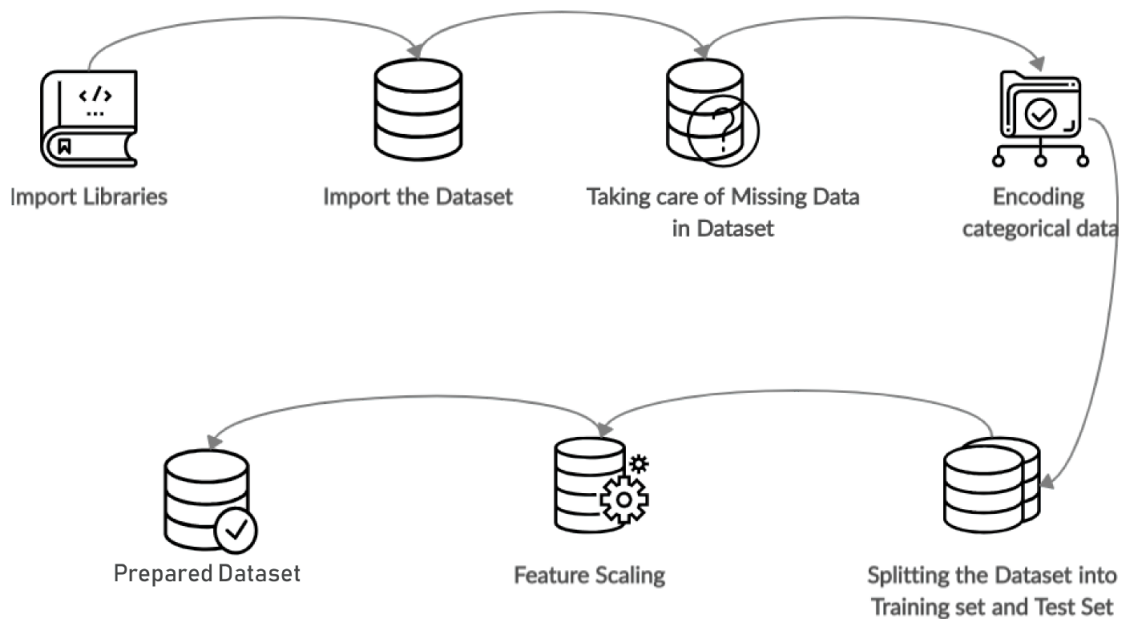 Import Libraries
Import the Dataset
Taking care of Missing Data
in Dataset
Encoding
categorical data
Prepared Dataset
Feature Scaling
Splitting the Dataset into
Training set and Test Set